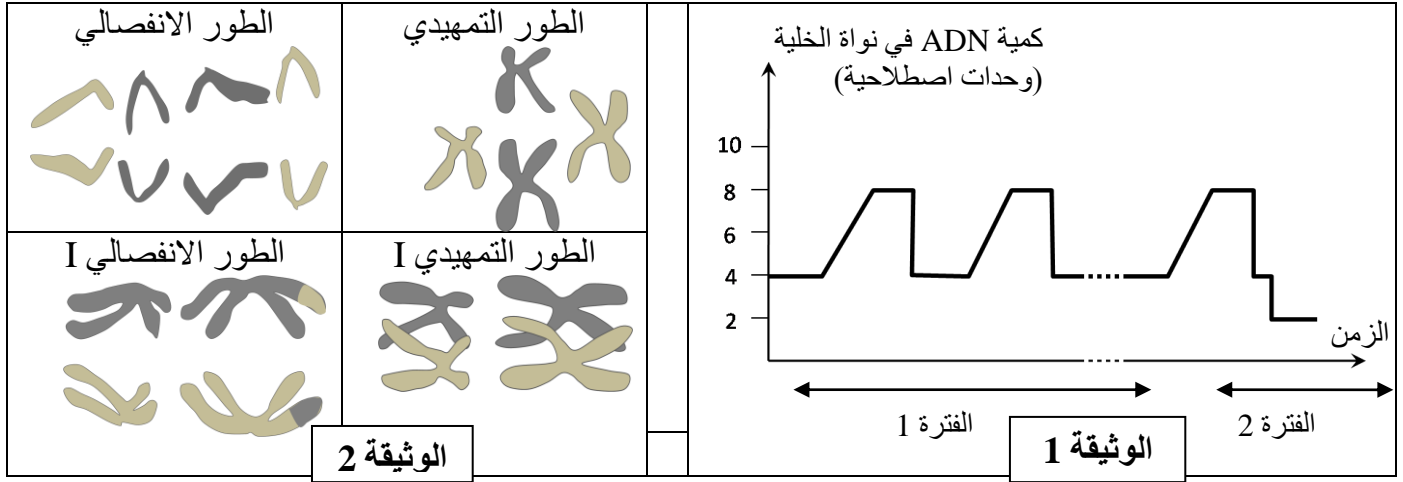 كمية ADN في نواة الخلية
(وحدات اصطلاحية)
10
8
6
4
2
الزمن
الفترة 1
الفترة 2
الوثيقة 1
الطور التمهيدي
الطور الانفصالي
الطور التمهيدي I
الطور الانفصالي I
الوثيقة 2